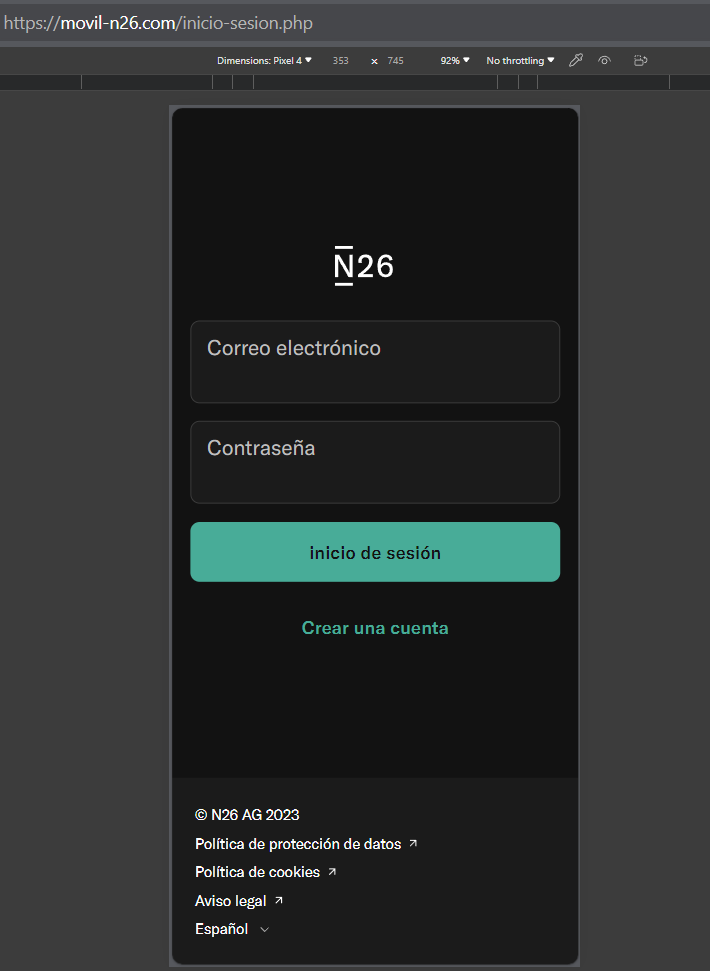 https://movil-n26.com/inicio-sesion.php
Dimensions: Pixel 4 353 x 745 92% No throttling
N26
Correo electrónico
Contraseña
inicio de sesión
Crear una cuenta
© N26 AG 2023
Política de protección de datos
Política de cookies
Aviso legal
Español